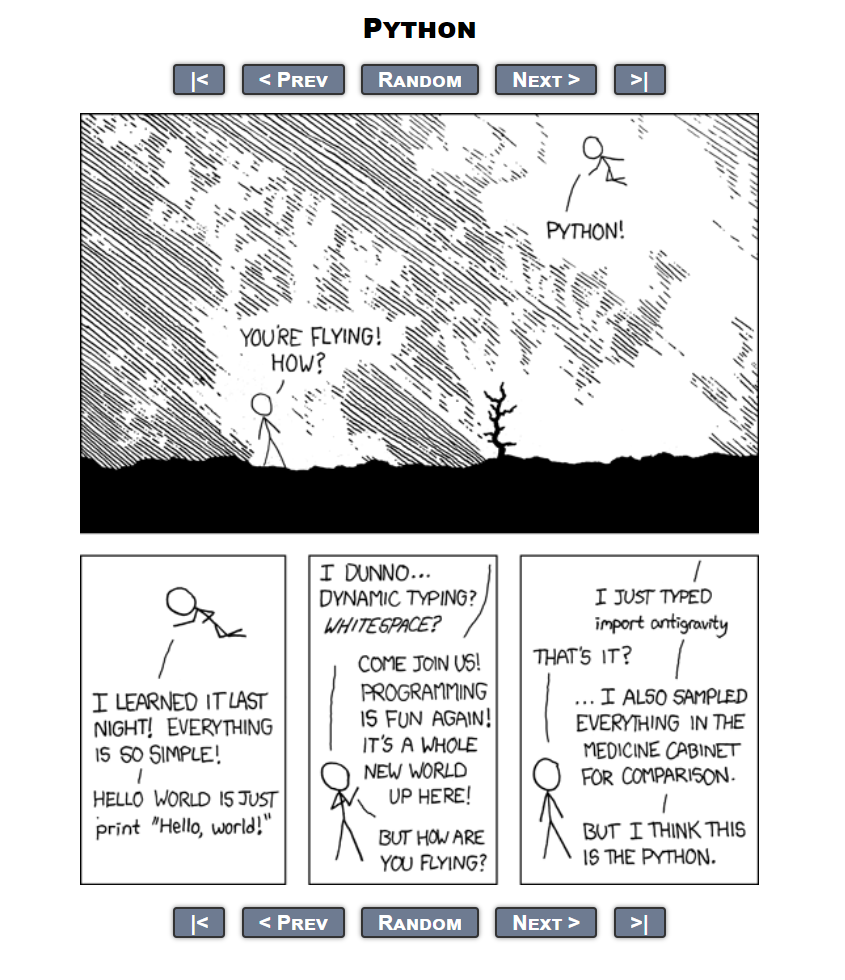 Python
|<
< Prev
Random
Next >
>|
PYTHON!
YOU'RE FLYING!
HOW?
I LEARNED IT LAST
NIGHT! EVERYTHING
IS SO SIMPLE!
HELLO WORLD IS JUST
print "Hello, world!"
I DUNNO...
DYNAMIC TYPING?
WHITESPACE?
COME JOIN US!
PROGRAMMING
IS FUN AGAIN!
IT'S A WHOLE
NEW WORLD
UP HERE!
BUT HOW ARE
YOU FLYING?
I JUST TYPED
import antigravity
THAT'S IT?
...I ALSO SAMPLED
EVERYTHING IN THE
MEDICINE CABINET
FOR COMPARISON.
BUT I THINK THIS
IS THE PYTHON.
|<
< Prev
Random
Next >
>|